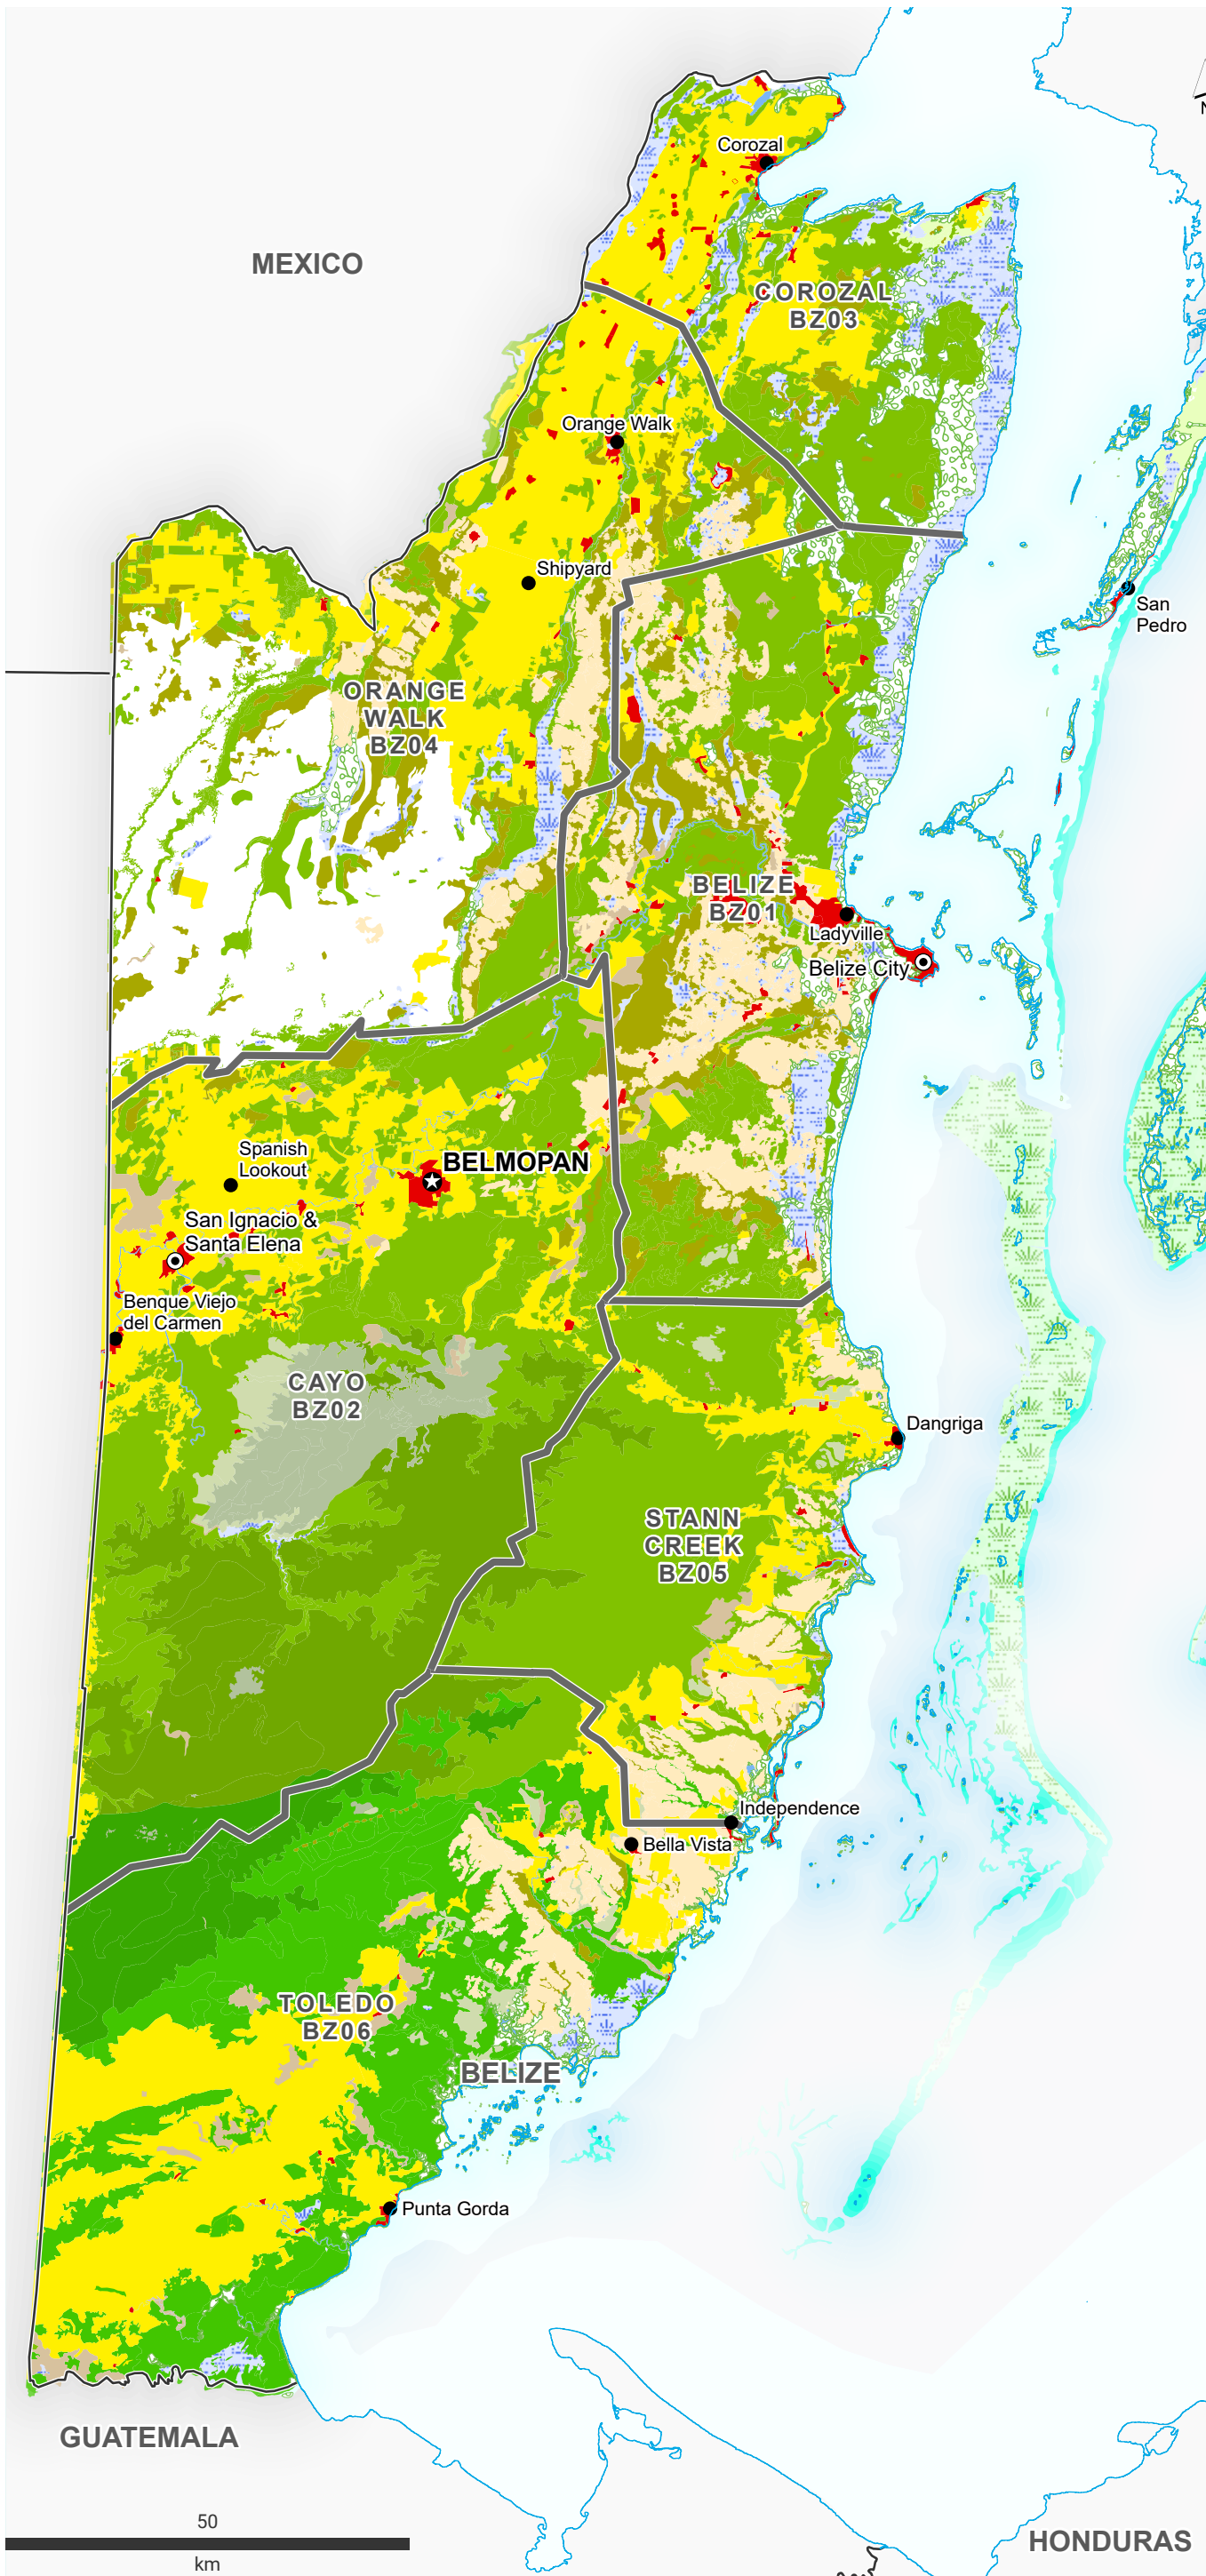 N
Corozal
MEXICO
COROZAL
BZ03
Orange Walk
Shipyard
San
Pedro
ORANGE
WALK
BZ04
BELIZE
BZ01
Ladyville
Belize City
Spanish
Lookout
BELMOPAN
San Ignacio &
Santa Elena
Benque Viejo
del Carmen
CAYO
BZ02
Dangriga
STANN
CREEK
BZ05
Independence
Bella Vista
TOLEDO
BZ06
BELIZE
Punta Gorda
GUATEMALA
50
km
HONDURAS